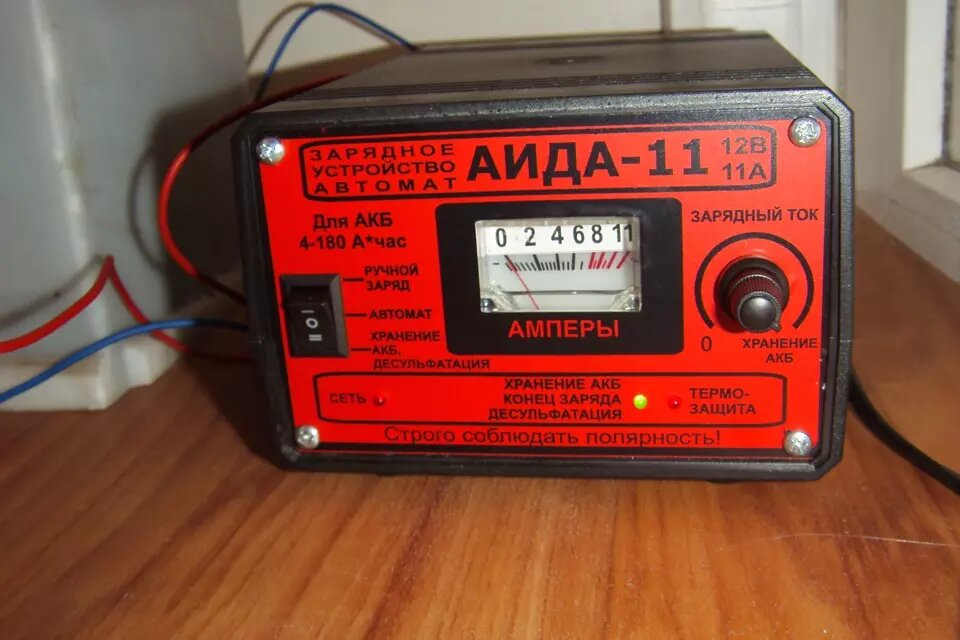 ЗАРЯДНОЕ
УСТРОЙСТВО
АВТОМАТ
АИДА-11
12В
11А
Для АКБ
4-180 А*час
РУЧНОЙ
ЗАРЯД
АВТОМАТ
ХРАНЕНИЕ
АКБ,
ДЕСУЛЬФАТАЦИЯ
I
O
II
0 2 4 6 8 11
АМПЕРЫ
ЗАРЯДНЫЙ ТОК
0
ХРАНЕНИЕ
АКБ
СЕТЬ
ХРАНЕНИЕ АКБ
КОНЕЦ ЗАРЯДА
ДЕСУЛЬФАТАЦИЯ
ТЕРМО-
ЗАЩИТА
Строго соблюдать полярность!